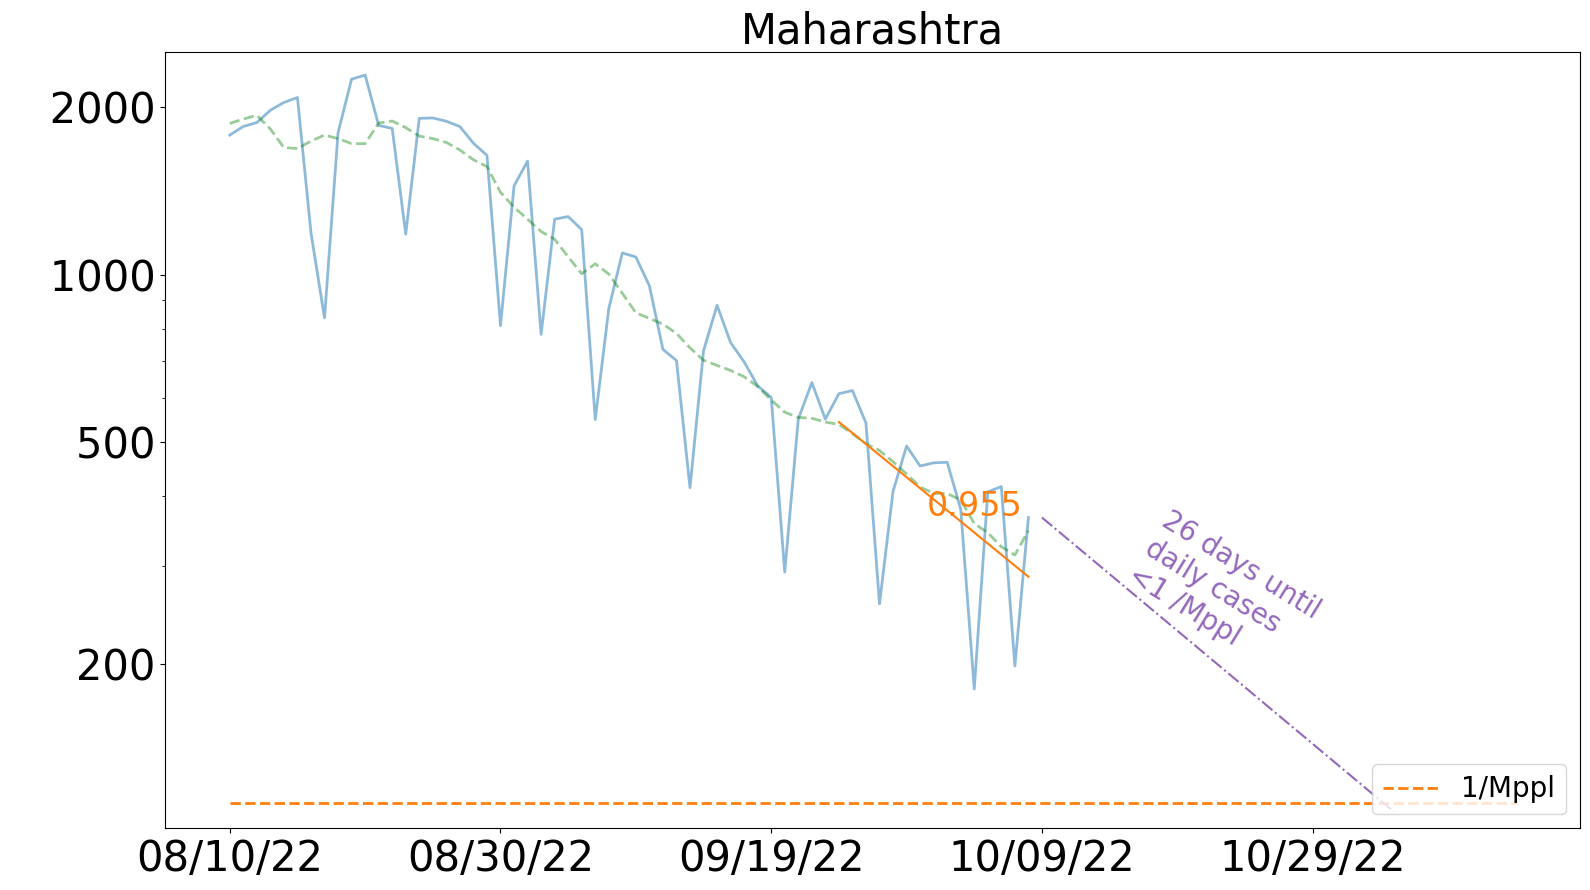 Maharashtra
2000
1000
500
200
0.955
26 days until
daily cases
<1 /Mppl
1/Mppl
08/10/22 08/30/22 09/19/22 10/09/22 10/29/22